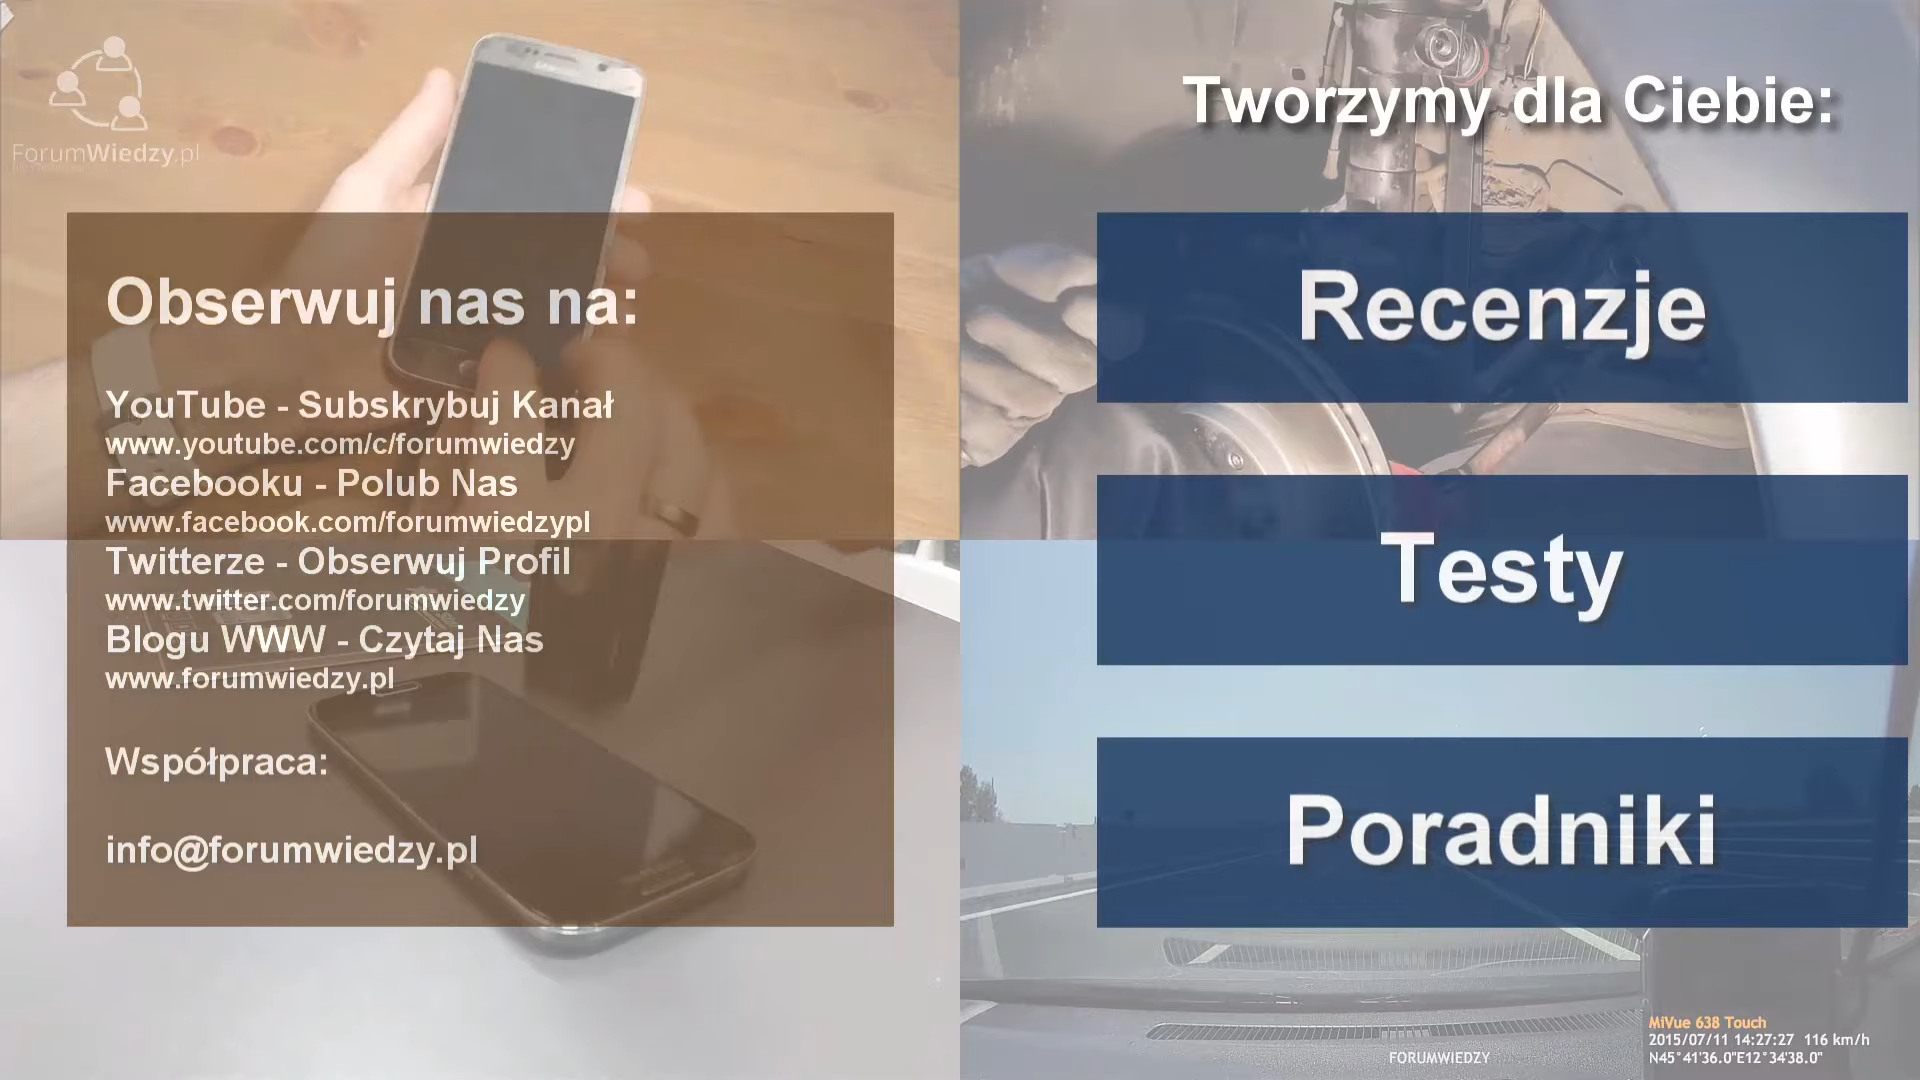 ForumWiedzy.pl
Obserwuj nas na:
YouTube - Subskrybuj Kanał
www.youtube.com/c/forumwiedzy
Facebooku - Polub Nas
www.facebook.com/forumwiedzypl
Twitterze - Obserwuj Profil
www.twitter.com/forumwiedzy
Blogu WWW - Czytaj Nas
www.forumwiedzy.pl
Współpraca:
info@forumwiedzy.pl
Tworzymy dla Ciebie:
Recenzje
Testy
Poradniki
MiVue 638 Touch
2015/07/11 14:27:27 116 km/h
FORUMWIEDZY
N45°41'36.0"E12°34'38.0"